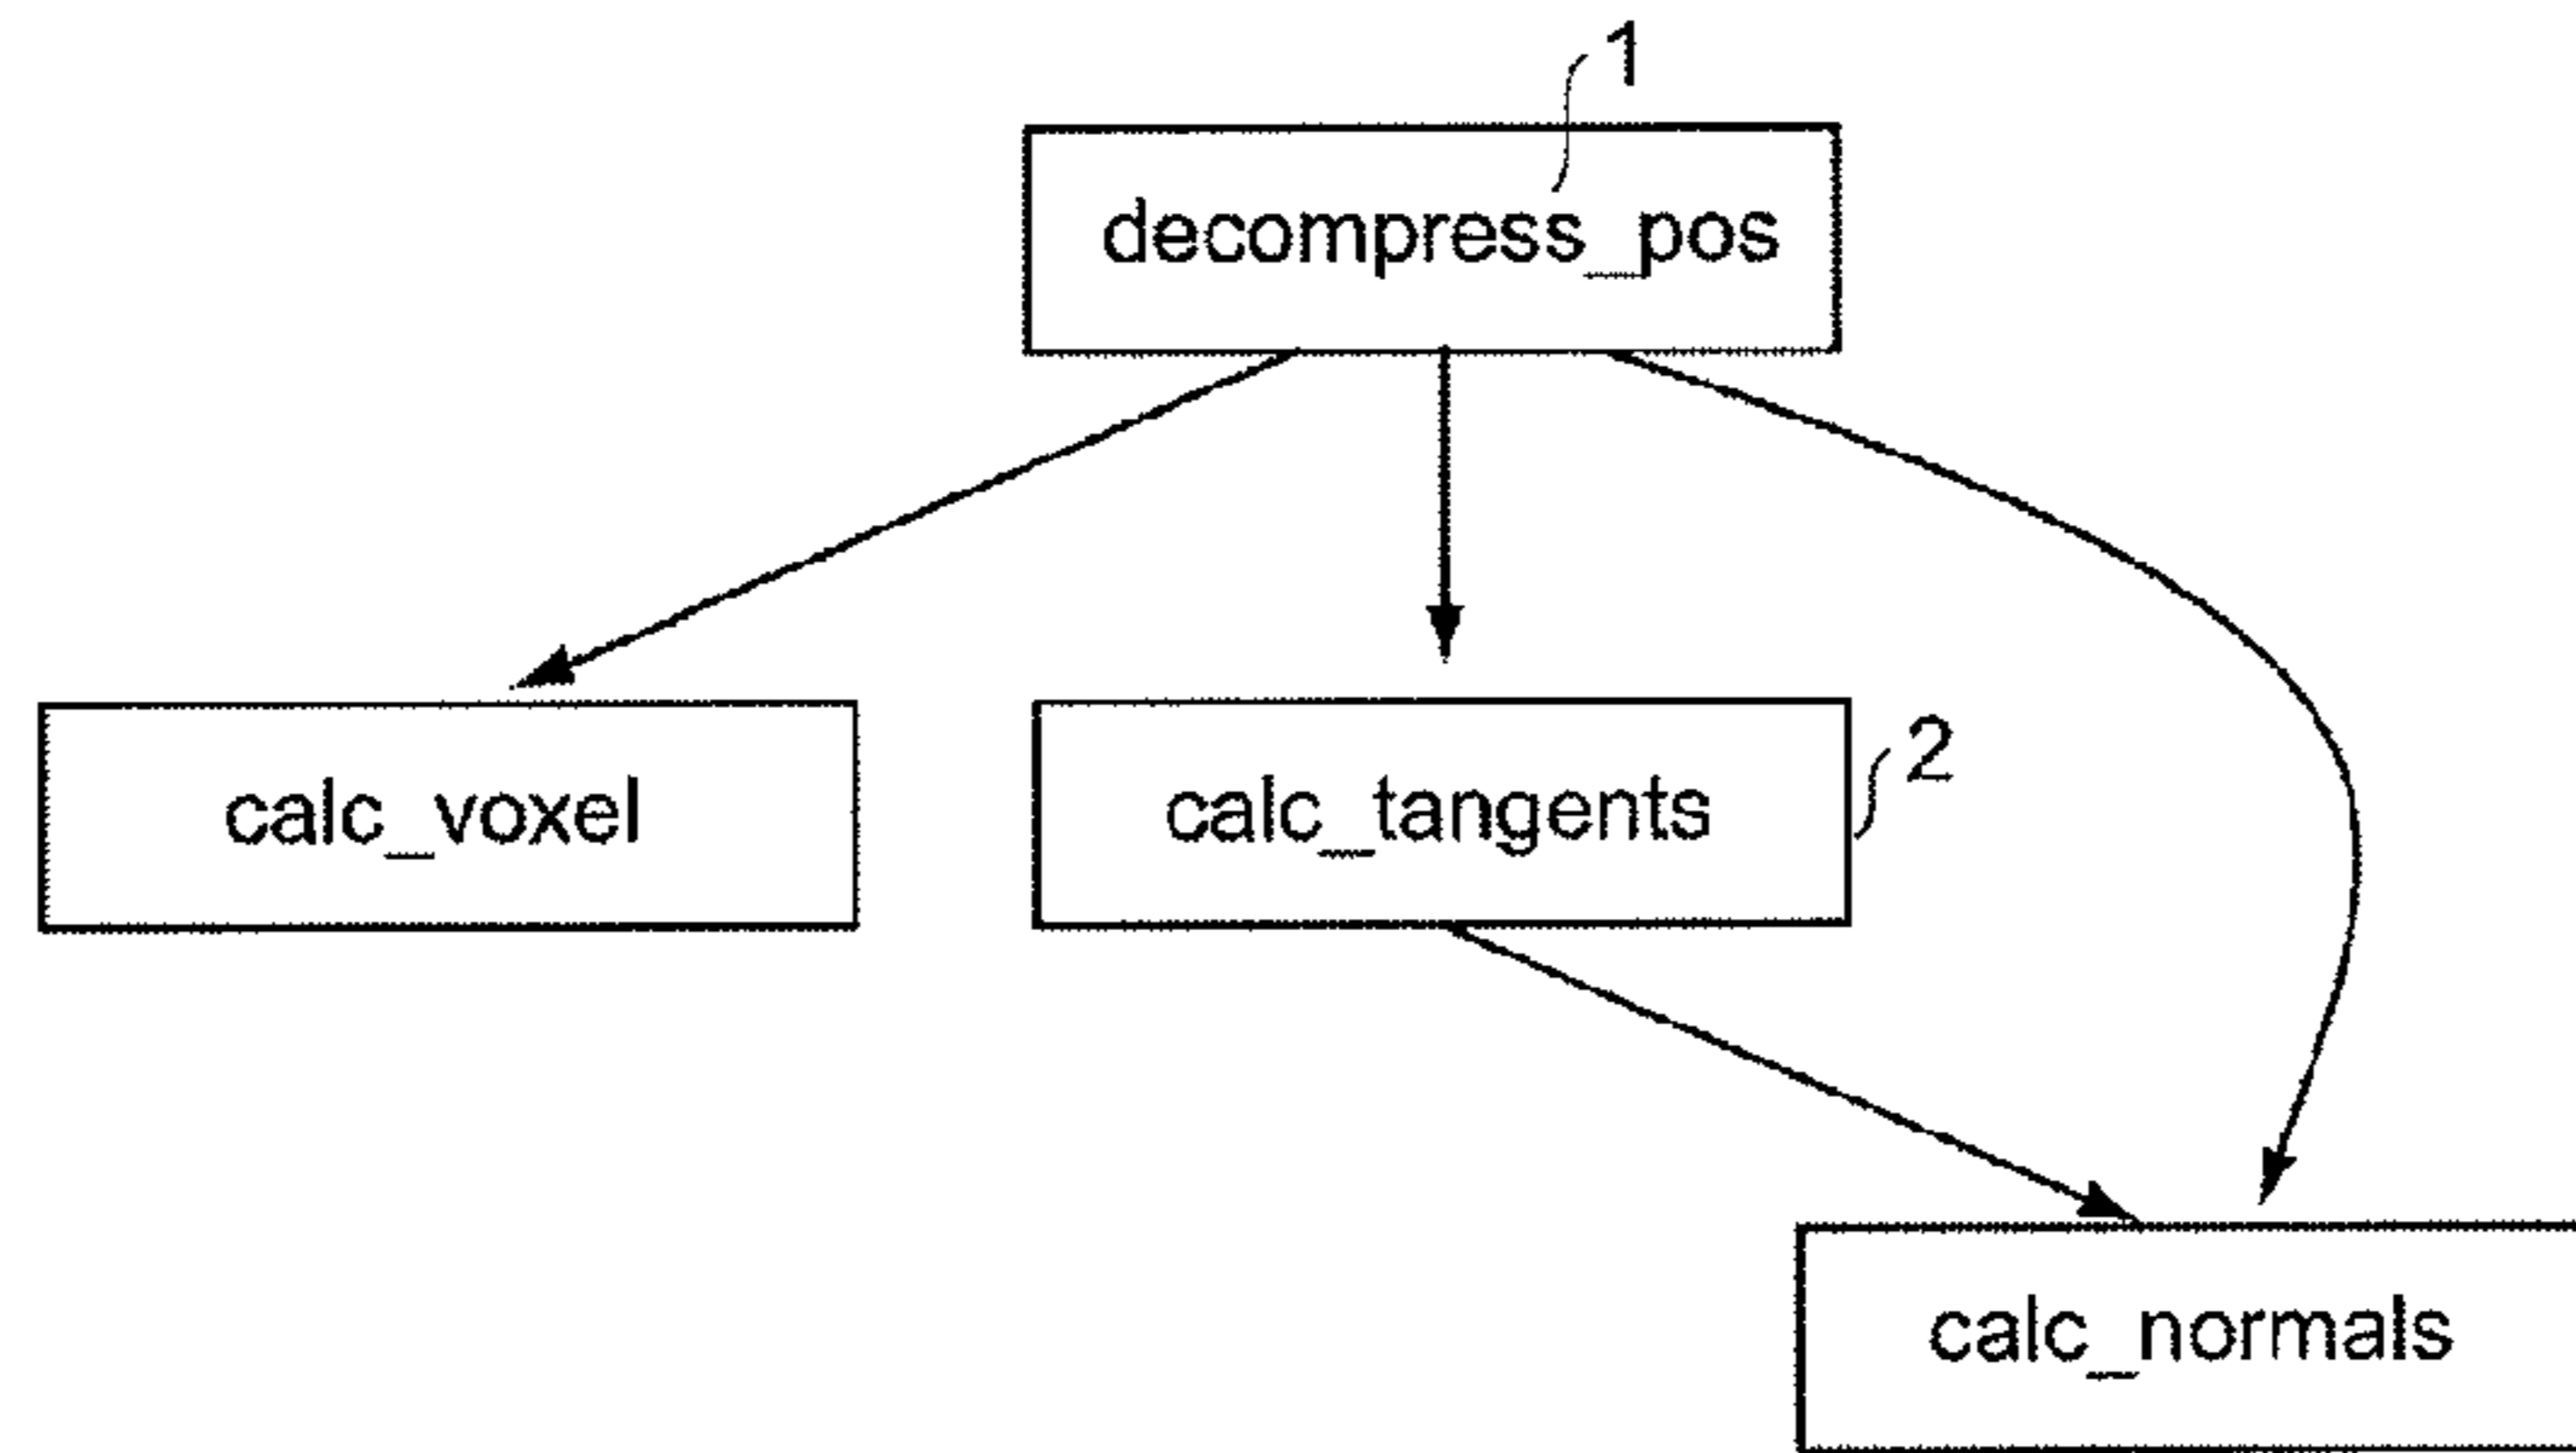 1
decompress_pos
calc_voxel
calc_tangents
2
calc_normals